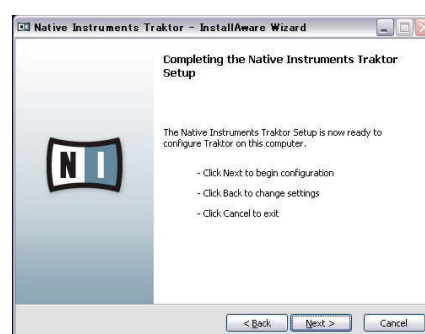 Native Instruments Traktor - InstallAware Wizard
Completing the Native Instruments Traktor
Setup
The Native Instruments Traktor Setup is now ready to
configure Traktor on this computer.
- Click Next to begin configuration
- Click Back to change settings
- Click Cancel to exit
N I
< Back
Next >
Cancel